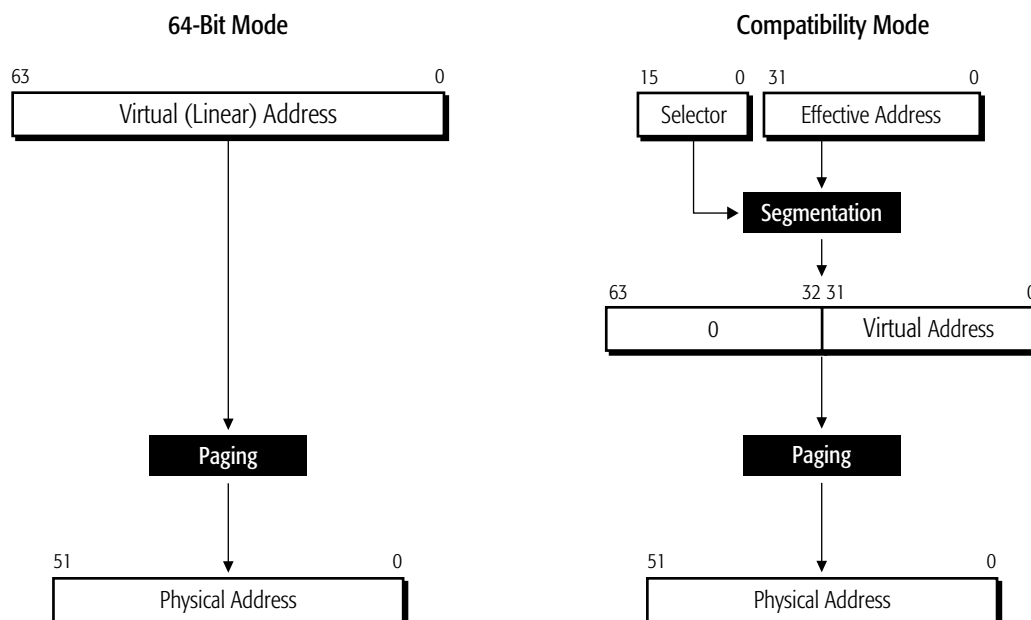 64-Bit Mode
63 0
Virtual (Linear) Address
Paging
51 0
Physical Address
Compatibility Mode
15 0 31 0
Selector Effective Address
Segmentation
63 32 31 0
0 Virtual Address
Paging
51 0
Physical Address